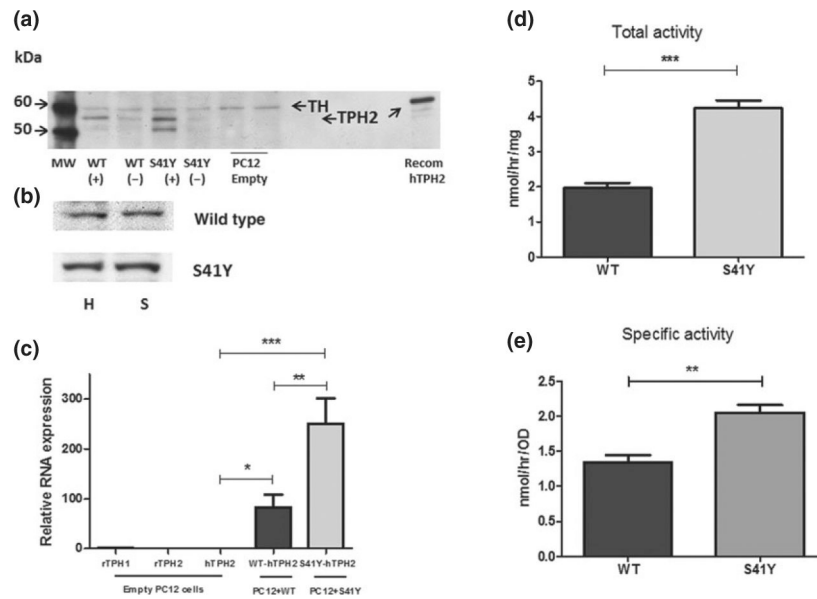 (a)
kDa
60
50
TH
TPH2
MW WT WT S41Y S41Y PC12 Recom
(+) (−) (+) (−) Empty hTPH2
(b)
Wild type
S41Y
H S
(c)
***
**
*
Relative RNA expression
300
200
100
0
rTPH1 rTPH2 hTPH2 WT-hTPH2 S41Y-hTPH2
Empty PC12 cells PC12+WT PC12+S41Y
(d)
Total activity
***
nmol/hr/mg
5
4
3
2
1
0
WT S41Y
(e)
Specific activity
**
nmol/hr/OD
2.5
2.0
1.5
1.0
0.5
0.0
WT S41Y